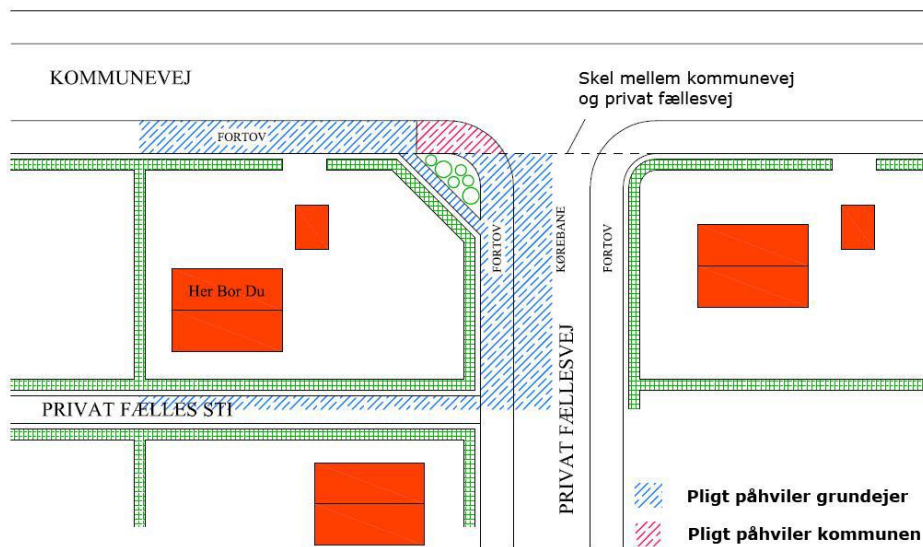 KOMMUNEVEJ
Skel mellem kommunevej
og privat fællesvej
FORTOV
FORTOV
KØREBANE
FORTOV
Her Bor Du
PRIVAT FÆLLESVEJ
PRIVAT FÆLLES STI
Pligt påhviler grundejer
Pligt påhviler kommunen